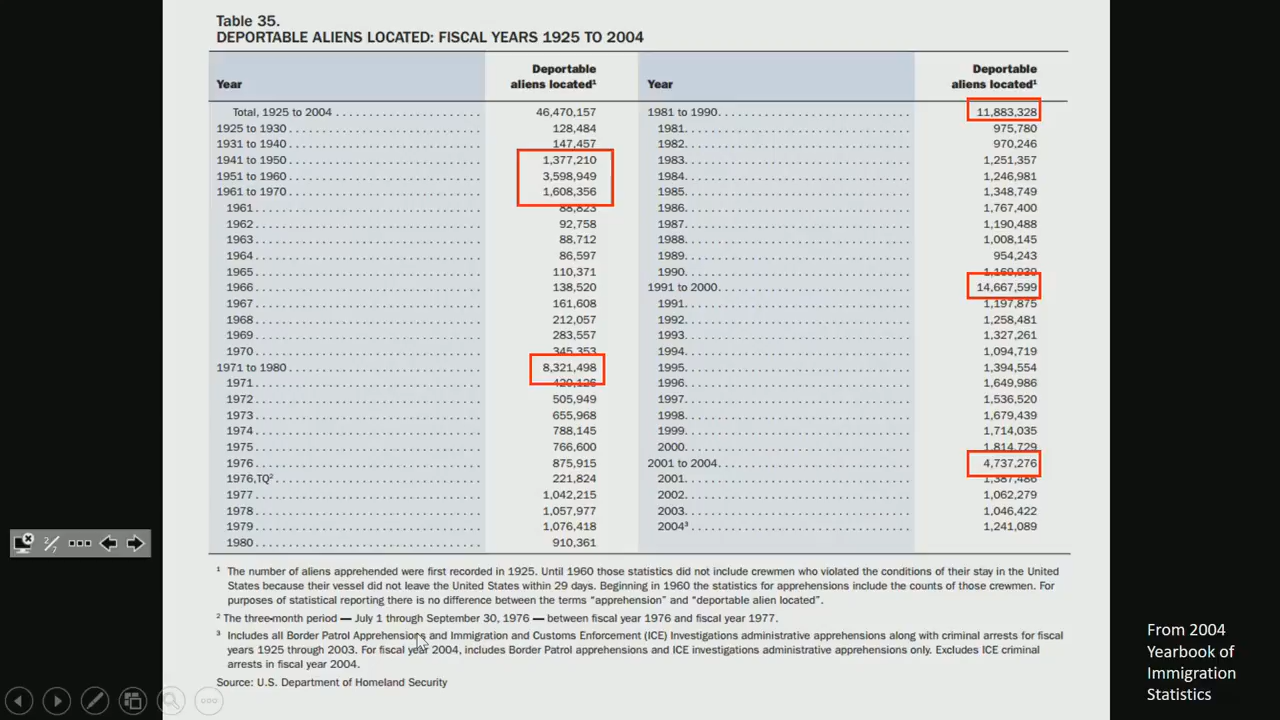 Table 35.
DEPORTABLE ALIENS LOCATED: FISCAL YEARS 1925 TO 2004
Year Deportable aliens located¹ Year Deportable aliens located¹
Total, 1925 to 2004 46,470,157 1981 to 1990 11,883,328
1925 to 1930 128,484 1981 975,780
1931 to 1940 147,457 1982 970,246
1941 to 1950 1,377,210 1983 1,251,357
1951 to 1960 3,598,949 1984 1,246,981
1961 to 1970 1,608,356 1985 1,348,749
1961 88,823 1986 1,767,400
1962 92,758 1987 1,190,488
1963 88,712 1988 1,008,145
1964 86,597 1989 954,243
1965 110,371 1990 1,169,939
1966 138,520 1991 to 2000 14,667,599
1967 161,608 1991 1,197,875
1968 212,057 1992 1,258,481
1969 283,557 1993 1,327,261
1970 345,353 1994 1,094,719
1971 to 1980 8,321,498 1995 1,394,554
1971 420,126 1996 1,649,986
1972 505,949 1997 1,536,520
1973 655,968 1998 1,679,439
1974 788,145 1999 1,714,035
1975 766,600 2000 1,814,729
1976 875,915 2001 to 2004 4,737,276
1976,TQ² 221,824 2001 1,387,486
1977 1,042,215 2002 1,062,279
1978 1,057,977 2003 1,046,422
1979 1,076,418 2004³ 1,241,089
1980 910,361
¹ The number of aliens apprehended were first recorded in 1925. Until 1960 those statistics did not include crewmen who violated the conditions of their stay in the United
States because their vessel did not leave the United States within 29 days. Beginning in 1960 the statistics for apprehensions include the counts of those crewmen. For
purposes of statistical reporting there is no difference between the terms “apprehension” and “deportable alien located”.
² The three-month period — July 1 through September 30, 1976 — between fiscal year 1976 and fiscal year 1977.
³ Includes all Border Patrol Apprehensions and Immigration and Customs Enforcement (ICE) Investigations administrative apprehensions along with criminal arrests for fiscal
years 1925 through 2003. For fiscal year 2004, includes Border Patrol apprehensions and ICE investigations administrative apprehensions only. Excludes ICE criminal
arrests in fiscal year 2004.
Source: U.S. Department of Homeland Security
From 2004
Yearbook of
Immigration
Statistics
2/7